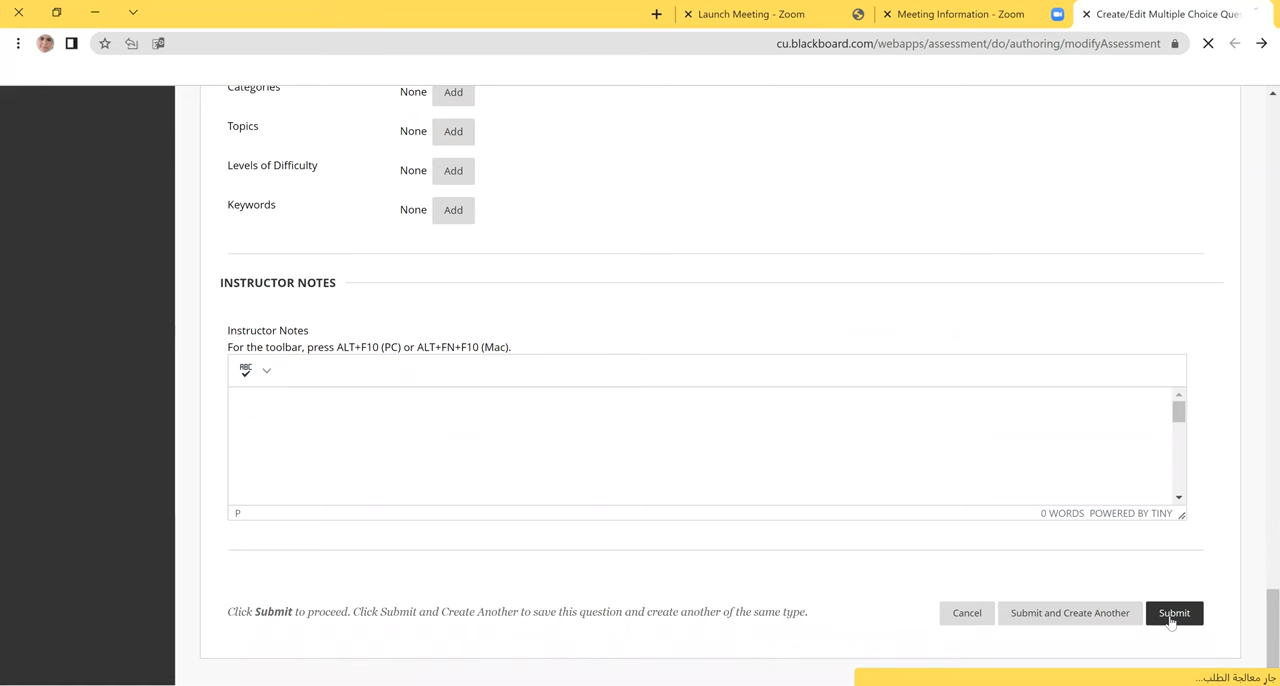 Launch Meeting - Zoom
Meeting Information - Zoom
Create/Edit Multiple Choice Ques
cu.blackboard.com/webapps/assessment/do/authoring/modifyAssessment
Categories None Add
Topics None Add
Levels of Difficulty None Add
Keywords None Add
INSTRUCTOR NOTES
Instructor Notes
For the toolbar, press ALT+F10 (PC) or ALT+FN+F10 (Mac).
ABC
P 0 WORDS POWERED BY TINY
Click Submit to proceed. Click Submit and Create Another to save this question and create another of the same type. Cancel Submit and Create Another Submit
جارٍ معالجة الطلب...